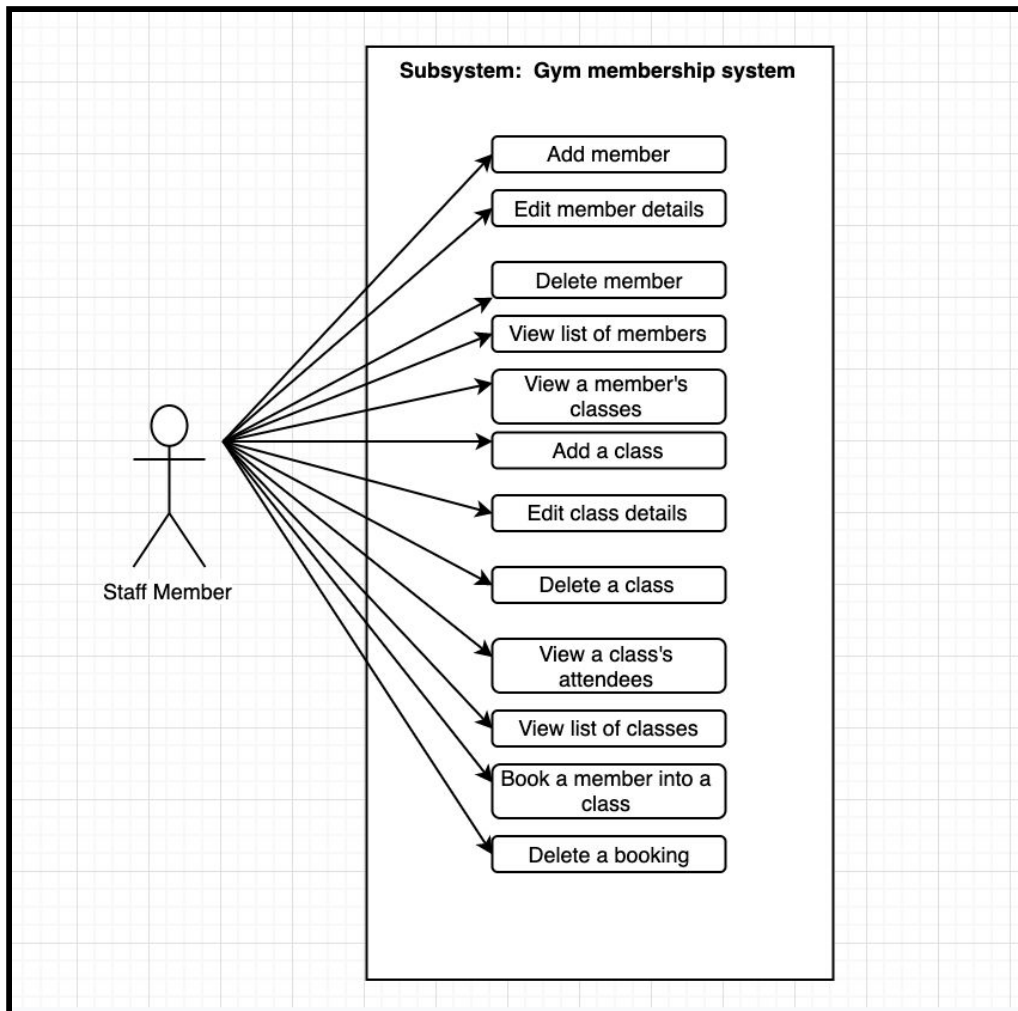 Subsystem:  Gym membership system
Add member
Edit member details
Delete member
View list of members
View a member's
classes
Add a class
Edit class details
Delete a class
View a class's
attendees
View list of classes
Book a member into a
class
Delete a booking
Staff Member